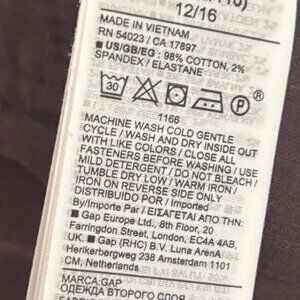 12/16
MADE IN VIETNAM
RN 54023 / CA 17897
■ US/GB/EG : 98% COTTON, 2%
SPANDEX / ELASTANE
30
1166
MACHINE WASH COLD GENTLE
CYCLE / WASH AND DRY INSIDE OUT
WITH LIKE COLORS / CLOSE ALL
FASTENERS BEFORE WASHING / USE
MILD DETERGENT / DO NOT BLEACH /
TUMBLE DRY LOW / WARM IRON /
IRON ON REVERSE SIDE ONLY
DISTRIBUIDO POR / Imported
By/Importe Par / ΕΙΣΑΓΕΤΑΙ ΑΠΟ ΤΗΝ:
■ Gap Europe Ltd., 8th Floor, 20
Farringdon Street, London, EC4A 4AB,
UK. ■ Gap (RHC) B.V. Luna ArenA
Herikerbergweg 238 Amsterdam 1101
CM, Netherlands
МАРКА:GAP
ОДЕЖДА ВТОРОГО СЛОЯ